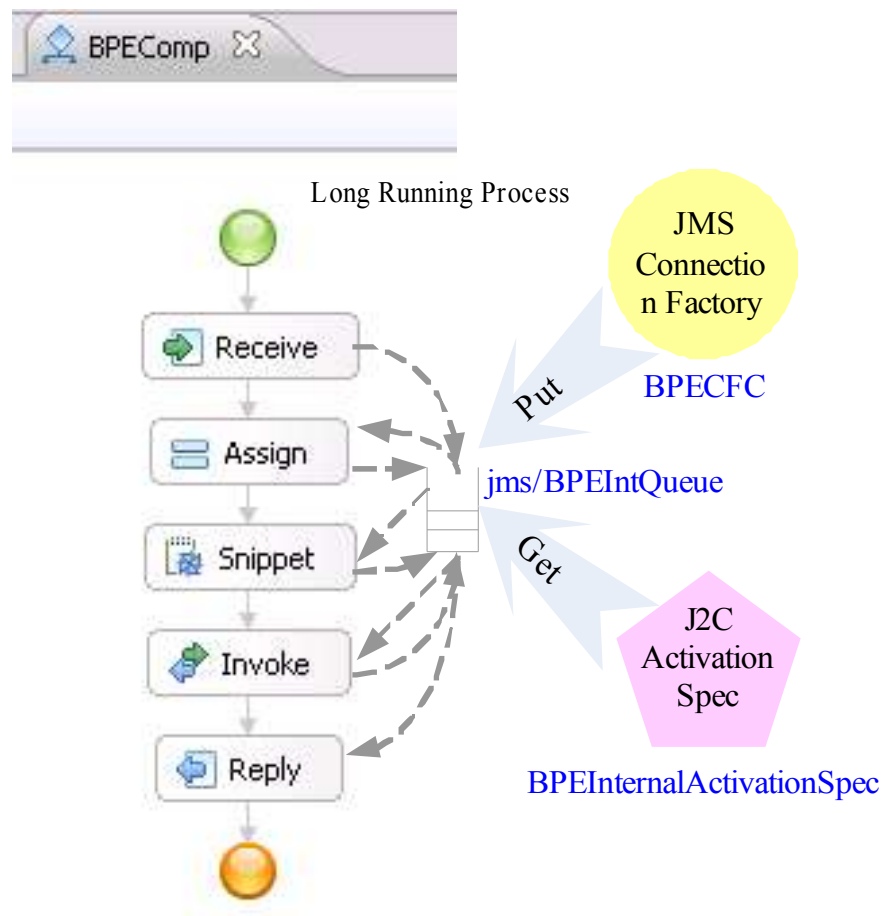 BPEComp
Long Running Process
JMS
Connectio
n Factory
BPECFC
Receive
Put
Assign
jms/BPEIntQueue
Snippet
Get
J2C
Activation
Spec
Invoke
Reply
BPEInternalActivationSpec